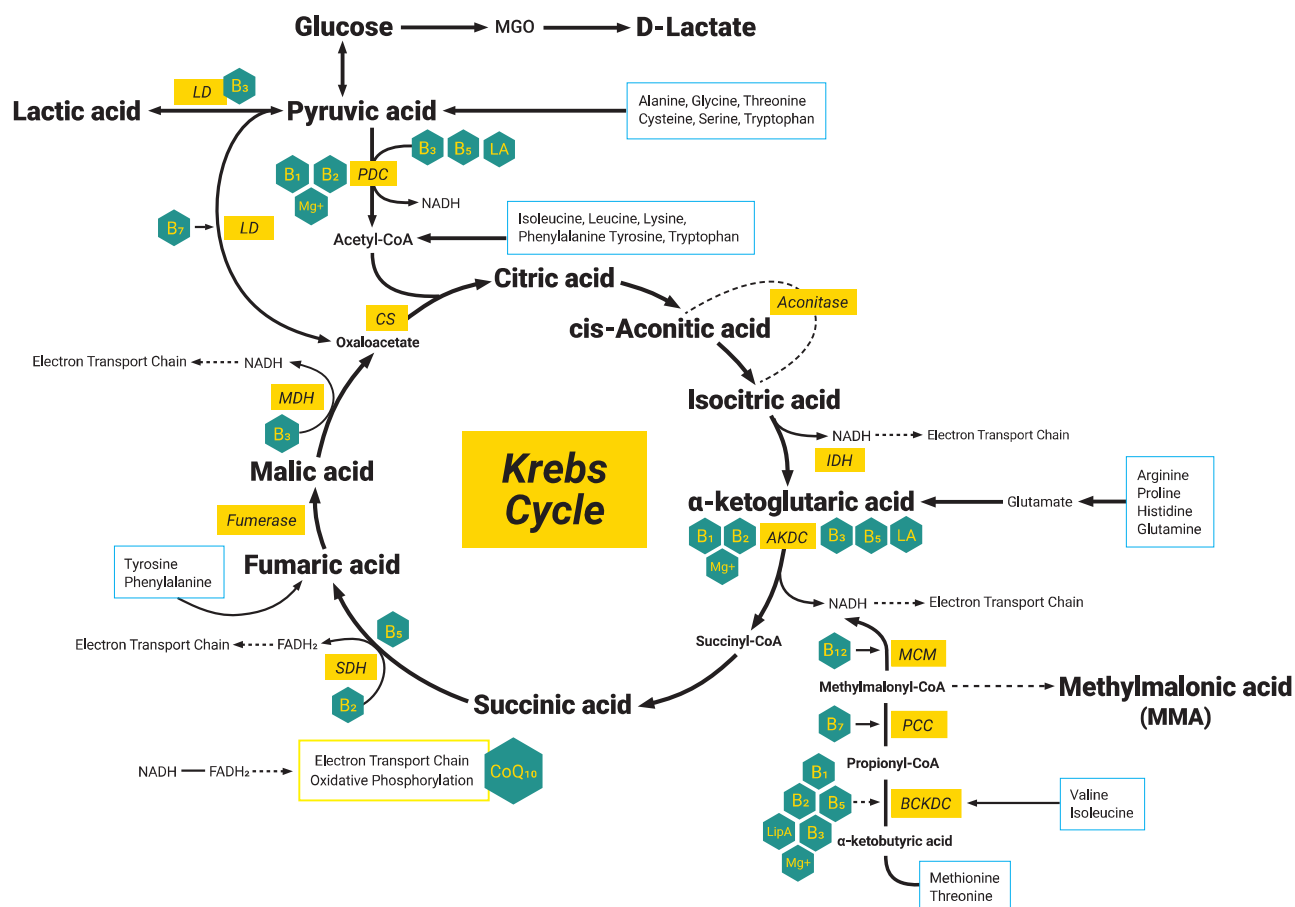 Glucose
MGO
D-Lactate
LD
B₃
Lactic acid
Pyruvic acid
Alanine, Glycine, Threonine
Cysteine, Serine, Tryptophan
B₃
B₅
LA
B₁
B₂
PDC
Mg+
NADH
B₇
LD
Isoleucine, Leucine, Lysine,
Phenylalanine Tyrosine, Tryptophan
Acetyl-CoA
Citric acid
Aconitase
CS
cis-Aconitic acid
Oxaloacetate
Electron Transport Chain
NADH
MDH
B₃
Isocitric acid
NADH
Electron Transport Chain
IDH
Malic acid
Krebs
Cycle
α-ketoglutaric acid
Glutamate
Arginine
Proline
Histidine
Glutamine
B₁
B₂
AKDC
B₃
B₅
LA
Mg+
Fumerase
Fumaric acid
Tyrosine
Phenylalanine
NADH
Electron Transport Chain
B₅
Electron Transport Chain
FADH₂
SDH
B₂
Succinyl-CoA
B₁₂
MCM
Succinic acid
Methylmalonyl-CoA
Methylmalonic acid
(MMA)
B₇
PCC
NADH
FADH₂
Electron Transport Chain
Oxidative Phosphorylation
CoQ₁₀
Propionyl-CoA
B₁
B₂
B₅
BCKDC
Valine
Isoleucine
LipA
B₃
α-ketobutyric acid
Mg+
Methionine
Threonine